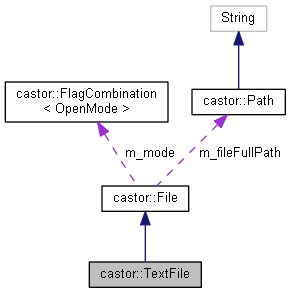 String
castor::FlagCombination
< OpenMode >
castor::Path
m_mode
m_fileFullPath
castor::File
castor::TextFile